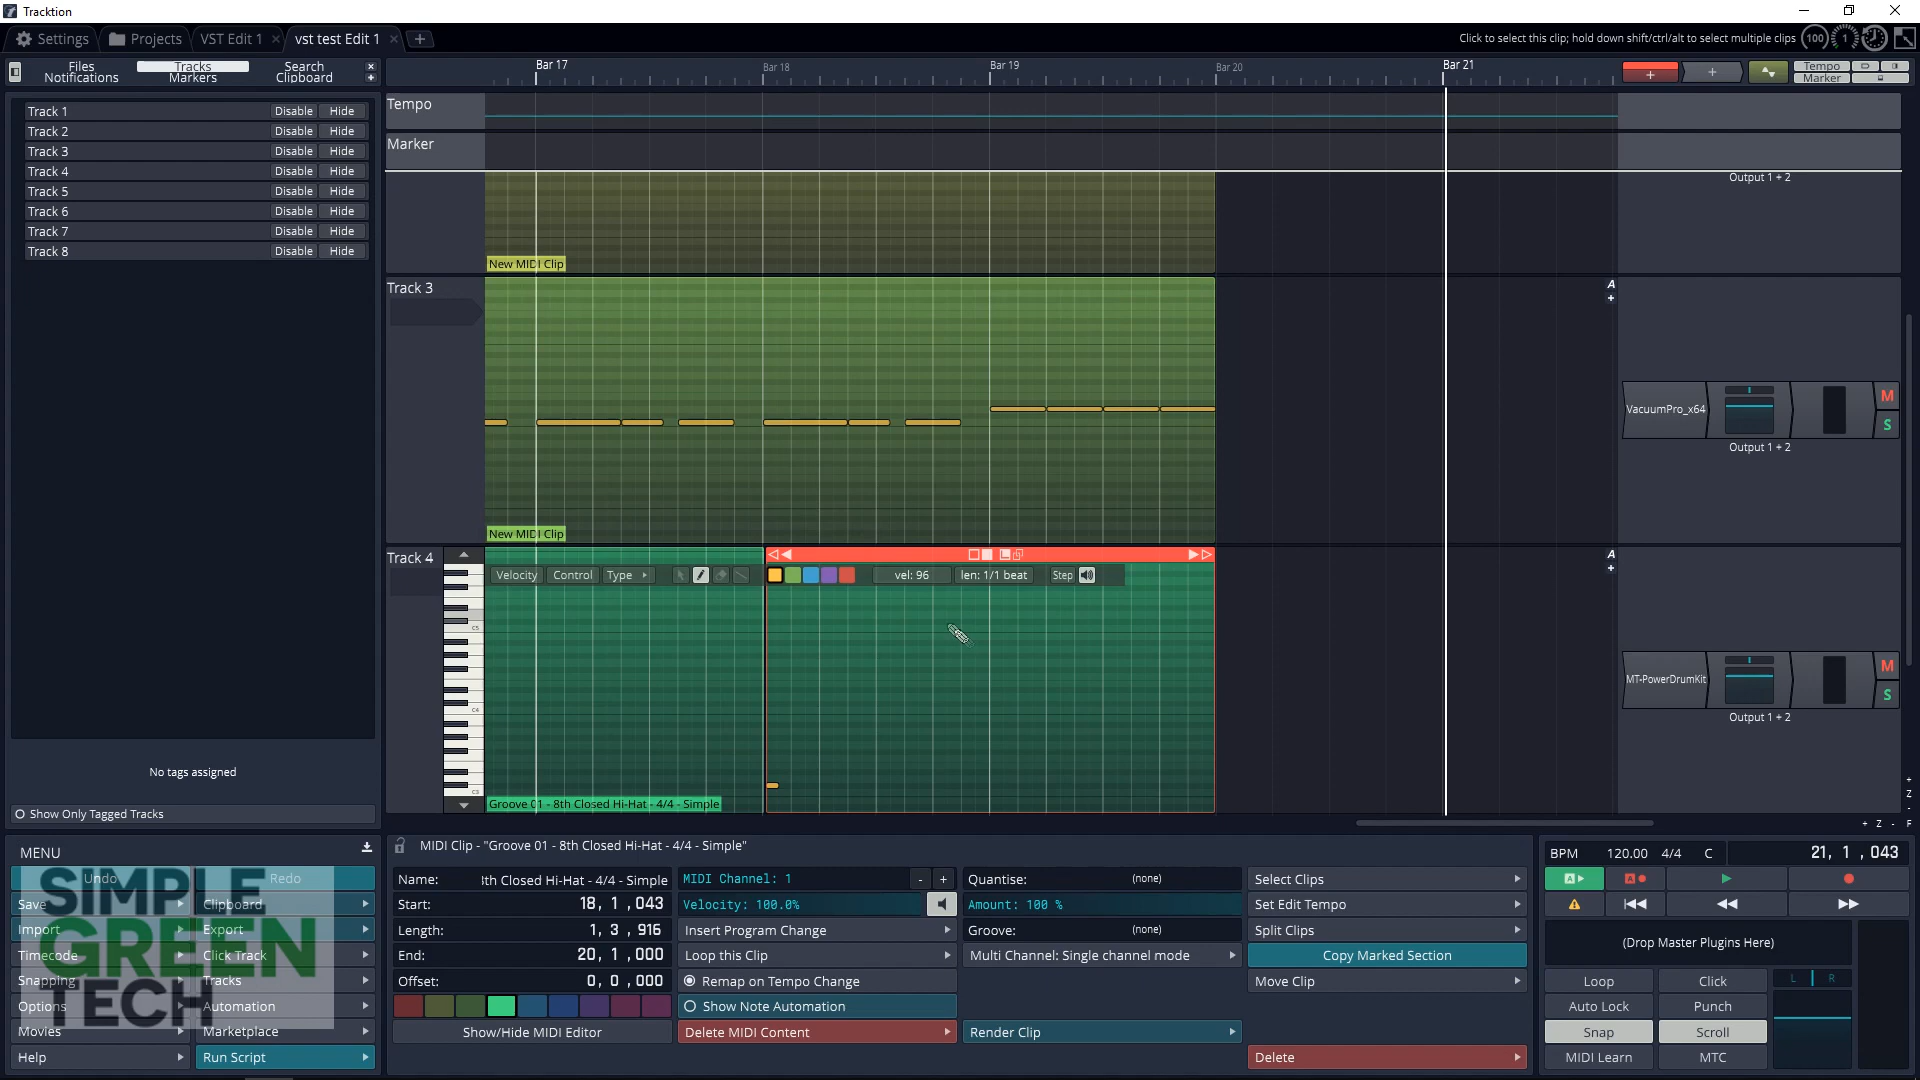 Tracktion
Settings
Projects
VST Edit 1
vst test Edit 1
Click to select this clip; hold down shift/ctrl/alt to select multiple clips
100
1
Files
Tracks
Search
Notifications
Markers
Clipboard
Bar 17
Bar 18
Bar 19
Bar 20
Bar 21
Tempo
Marker
Track 1 Disable Hide
Track 2 Disable Hide
Track 3 Disable Hide
Track 4 Disable Hide
Track 5 Disable Hide
Track 6 Disable Hide
Track 7 Disable Hide
Track 8 Disable Hide
No tags assigned
Show Only Tagged Tracks
Tempo
Marker
Output 1 + 2
New MIDI Clip
Track 3
A
VacuumPro_x64
M
S
Output 1 + 2
New MIDI Clip
Track 4
A
Velocity
Control
Type
vel: 96
len: 1/1 beat
Step
C5
C4
C3
MT-PowerDrumKit
M
S
Output 1 + 2
Groove 01 - 8th Closed Hi-Hat - 4/4 - Simple
+ Z -
+ Z - F
MENU
Undo
Redo
Save
Clipboard
Import
Export
Timecode
Click Track
Snapping
Tracks
Options
Automation
Movies
Marketplace
Help
Run Script
SIMPLE
GREEN
TECH
MIDI Clip - "Groove 01 - 8th Closed Hi-Hat - 4/4 - Simple"
Name: 8th Closed Hi-Hat - 4/4 - Simple
Start: 18, 1 ,043
Length: 1, 3 ,916
End: 20, 1 ,000
Offset: 0, 0 ,000
Show/Hide MIDI Editor
MIDI Channel: 1 - +
Velocity: 100.0%
Insert Program Change
Loop this Clip
Remap on Tempo Change
Show Note Automation
Delete MIDI Content
Quantise: (none)
Amount: 100 %
Groove: (none)
Multi Channel: Single channel mode
Render Clip
Select Clips
Set Edit Tempo
Split Clips
Copy Marked Section
Move Clip
Delete
BPM 120.00 4/4 C 21, 1 ,043
A
A
(Drop Master Plugins Here)
Loop
Click
Auto Lock
Punch
Snap
Scroll
MIDI Learn
MTC
L R